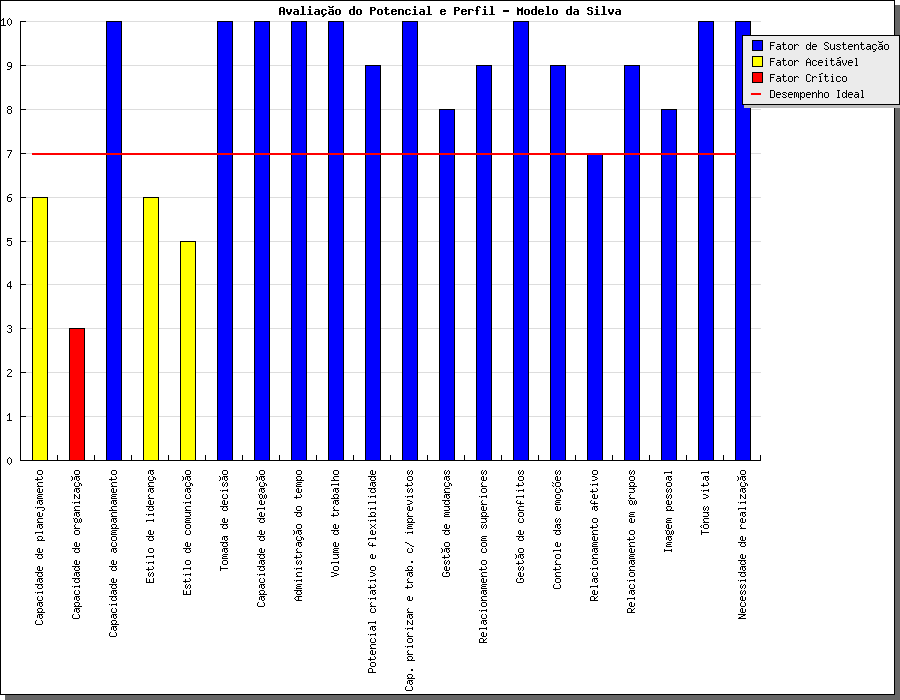 Avaliação do Potencial e Perfil - Modelo da Silva
10
9
8
7
6
5
4
3
2
1
0
Fator de Sustentação
Fator Aceitável
Fator Crítico
Desempenho Ideal
Capacidade de planejamento
Capacidade de organização
Capacidade de acompanhamento
Estilo de liderança
Estilo de comunicação
Tomada de decisão
Capacidade de delegação
Administração do tempo
Volume de trabalho
Potencial criativo e flexibilidade
Cap. priorizar e trab. c/ imprevistos
Gestão de mudanças
Relacionamento com superiores
Gestão de conflitos
Controle das emoções
Relacionamento afetivo
Relacionamento em grupos
Imagem pessoal
Tônus vital
Necessidade de realização